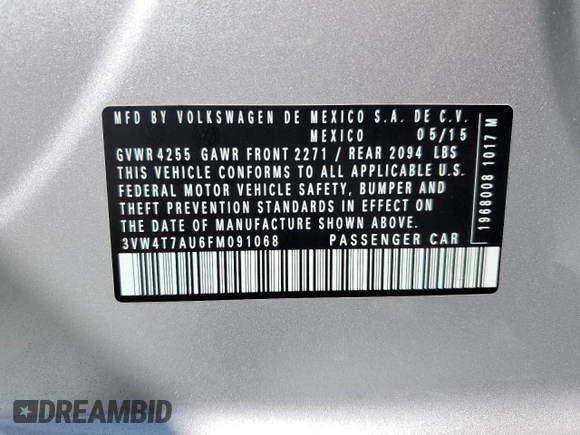 MFD BY VOLKSWAGEN DE MEXICO S.A. DE C.V.
MEXICO 05/15
GVWR 4255 GAWR FRONT 2271 / REAR 2094 LBS
THIS VEHICLE CONFORMS TO ALL APPLICABLE U.S.
FEDERAL MOTOR VEHICLE SAFETY, BUMPER AND
THEFT PREVENTION STANDARDS IN EFFECT ON
THE DATE OF MANUFACTURE SHOWN ABOVE.
3VW4T7AU6FM091068 PASSENGER CAR
1968008 1017 M
DREAMBID